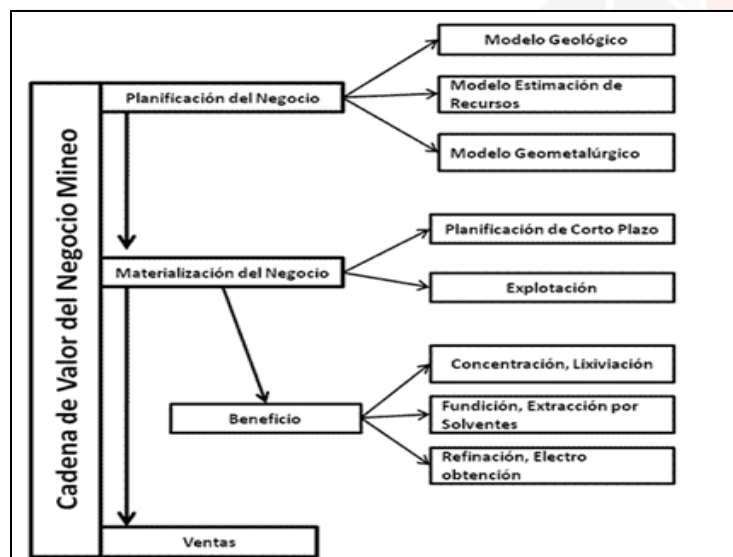 Cadena de Valor del Negocio Mineo
Planificación del Negocio
Modelo Geológico
Modelo Estimación de
Recursos
Modelo Geometalúrgico
Materialización del Negocio
Planificación de Corto Plazo
Explotación
Beneficio
Concentración, Lixiviación
Fundición, Extracción por
Solventes
Refinación, Electro
obtención
Ventas